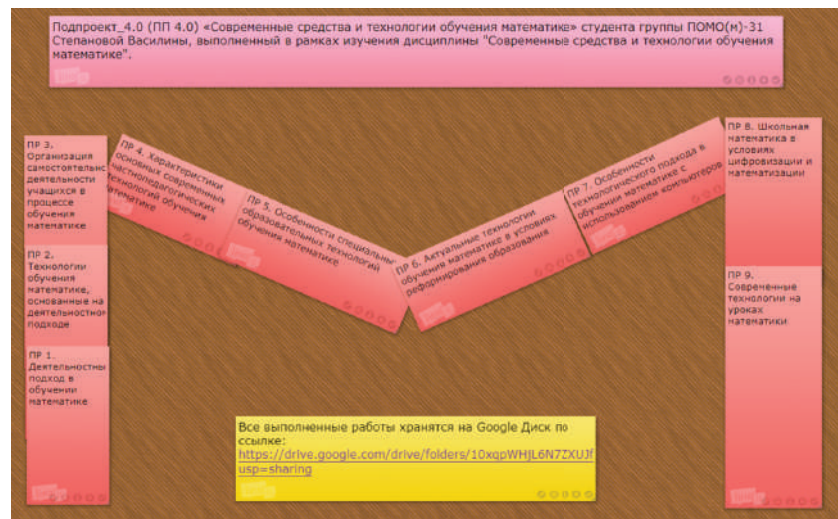 Подпроект_4.0 (ПП 4.0) «Современные средства и технологии обучения математике» студента группы ПОМО(м)-31
Степановой Василины, выполненный в рамках изучения дисциплины "Современные средства и технологии обучения
математике".
ПР 3.
Организация
самостоятельнс
деятельности
учащихся в
процессе
обучения
математике
ПР 2.
Технологии
обучения
математике,
основанные на
деятельностном
подходе
ПР 1.
Деятельностны
подход в
обучении
математике
ПР 4. Характеристики
основных современных
частнопедагогических
технологий обучения
математике
ПР 5. Особенности специальны
образовательных технологий
обучения математике
ПР 6. Актуальные технологии
обучения математике в условиях
реформирования образования
ПР 7. Особенности
технологического подхода в
обучении математике с
использованием компьютеров
ПР 8. Школьная
математика в
условиях
цифровизации и
математизации
ПР 9.
Современные
технологии на
уроках
математики
Все выполненные работы хранятся на Google Диск по
ссылке:
https://drive.google.com/drive/folders/10xqpWHJL6N7ZXUJf
usp=sharing